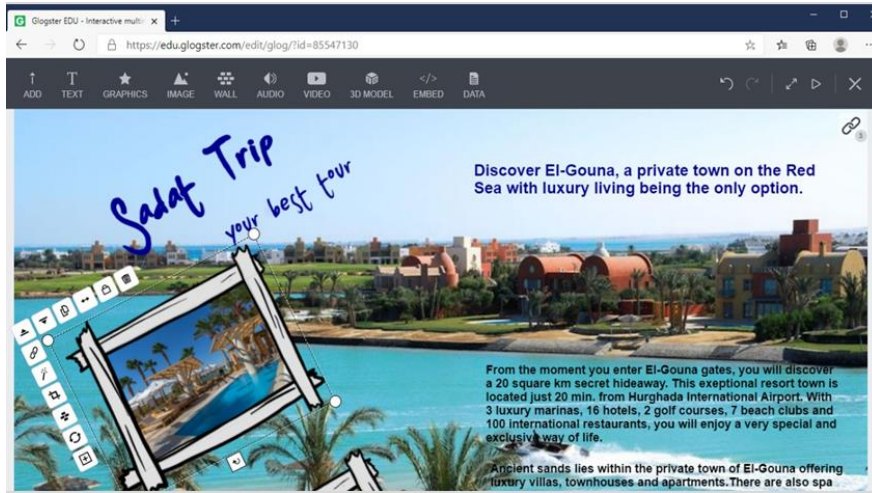 Glogster EDU - Interactive multi
https://edu.glogster.com/edit/glog/?id=85547130
ADD TEXT GRAPHICS IMAGE WALL AUDIO VIDEO 3D MODEL EMBED DATA
3
Sadat Trip
your best tour
Discover El-Gouna, a private town on the Red
Sea with luxury living being the only option.
From the moment you enter El-Gouna gates, you will discover
a 20 square km secret hideaway. This exeptional resort town is
located just 20 min. from Hurghada International Airport. With
3 luxury marinas, 16 hotels, 2 golf courses, 7 beach clubs and
100 international restaurants, you will enjoy a very special and
exclusive way of life.
Ancient sands lies within the private town of El-Gouna offering
luxury villas, townhouses and apartments.There are also spa